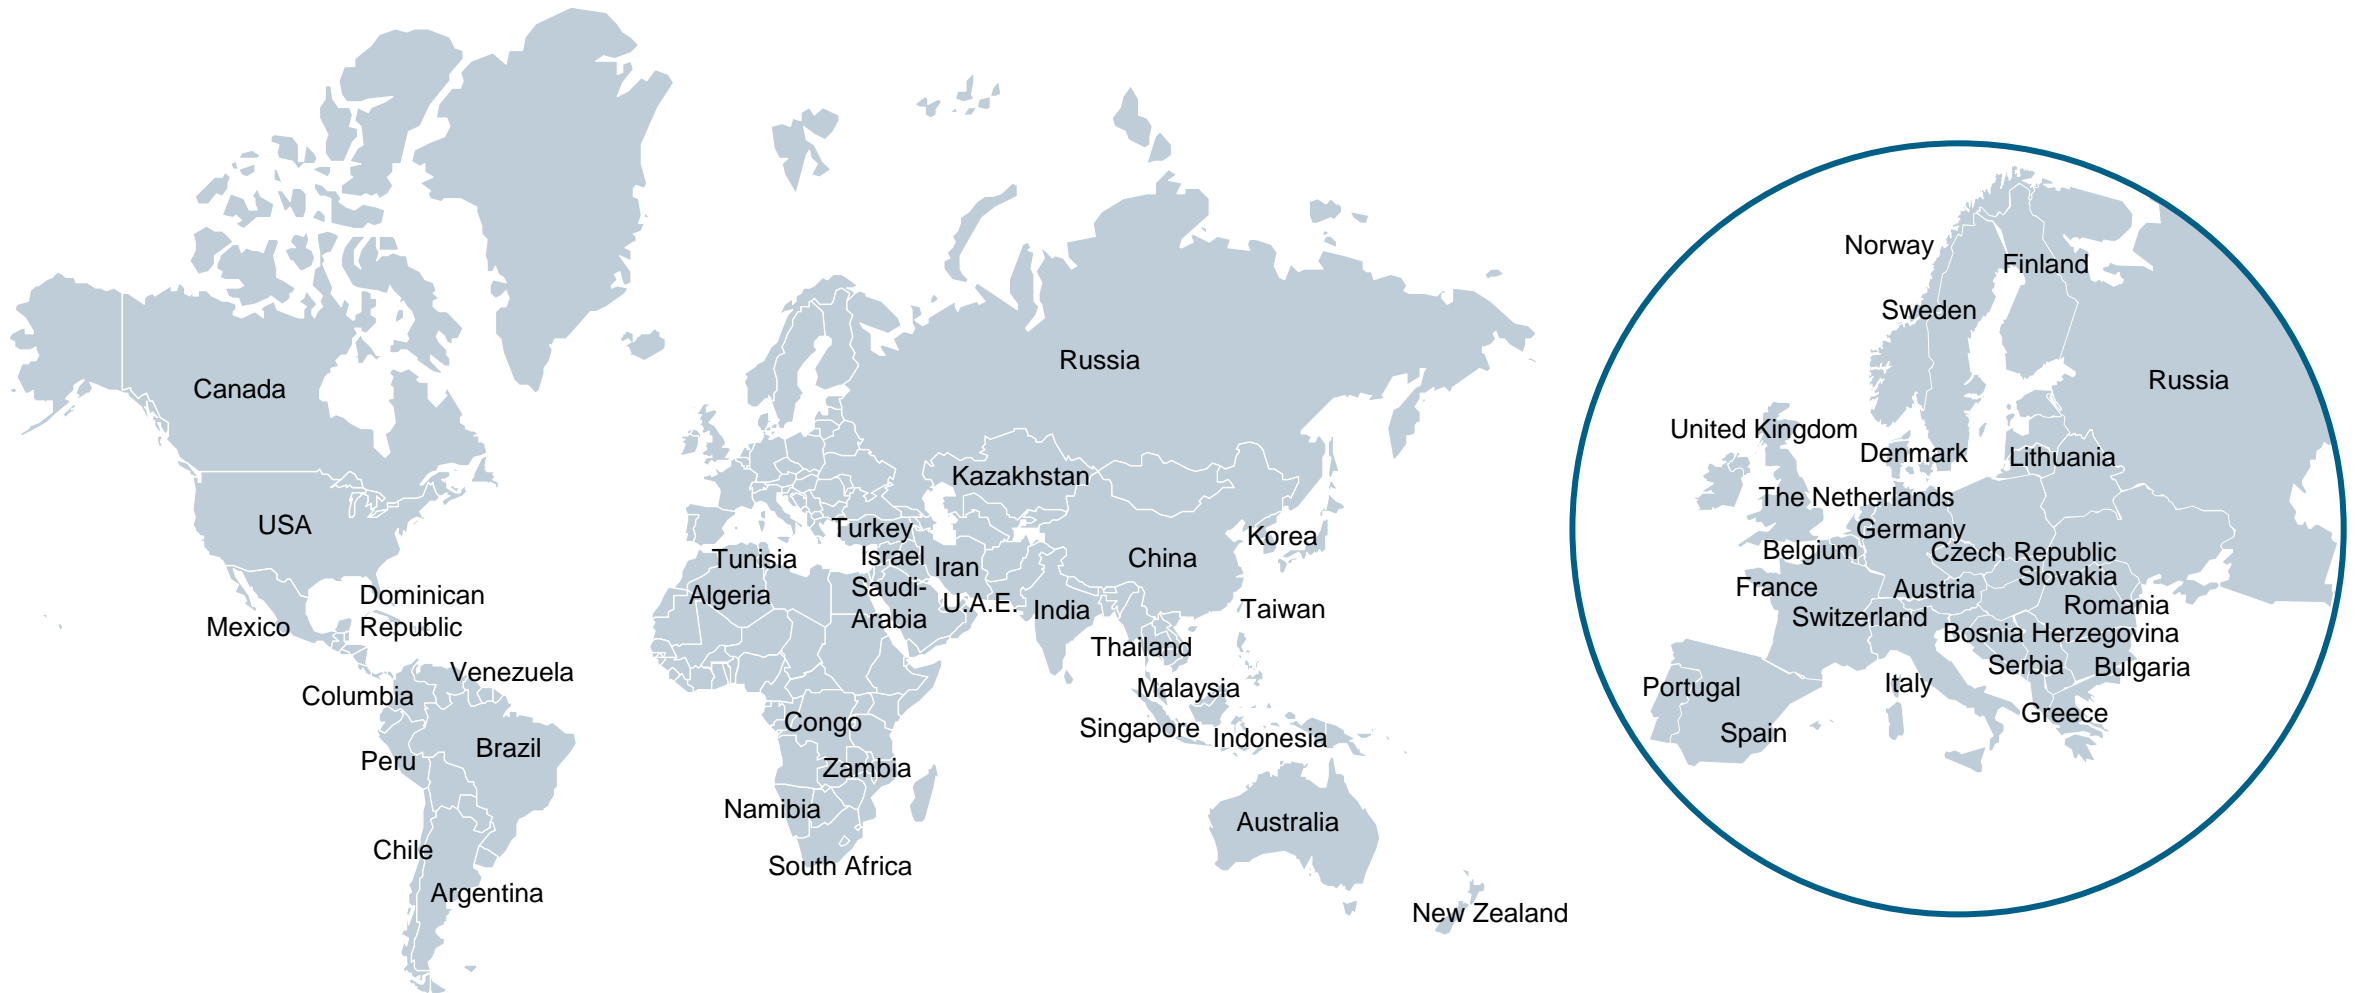 Canada
USA
Mexico
Dominican
Republic
Venezuela
Columbia
Peru
Brazil
Chile
Argentina
Russia
Kazakhstan
Turkey
Tunisia
Israel
Iran
Algeria
Saudi-
Arabia
U.A.E.
India
China
Korea
Taiwan
Thailand
Malaysia
Singapore
Indonesia
Congo
Zambia
Namibia
South Africa
Australia
New Zealand
Norway
Finland
Sweden
Russia
United Kingdom
Denmark
Lithuania
The Netherlands
Germany
Belgium
Czech Republic
Slovakia
France
Austria
Romania
Switzerland
Bosnia Herzegovina
Serbia
Bulgaria
Portugal
Italy
Greece
Spain